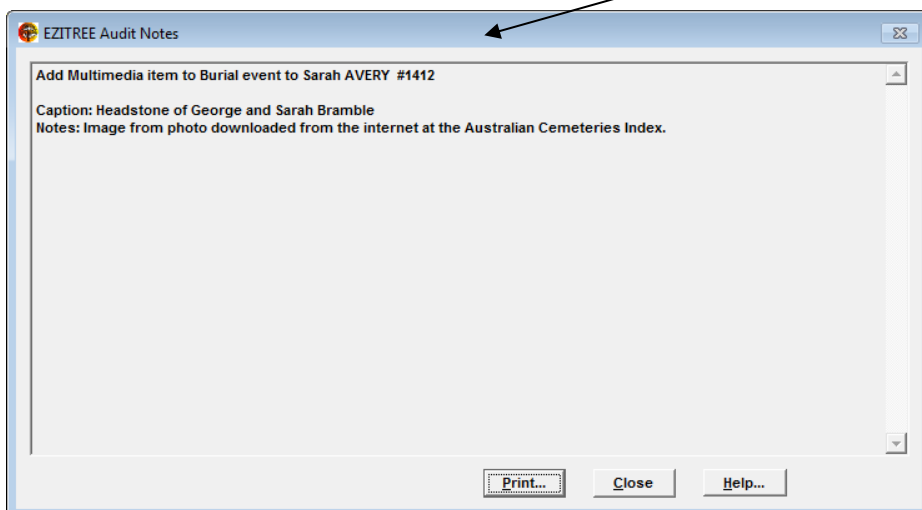 EZITREE Audit Notes
Add Multimedia item to Burial event to Sarah AVERY #1412
Caption: Headstone of George and Sarah Bramble
Notes: Image from photo downloaded from the internet at the Australian Cemeteries Index.
Print... Close Help...